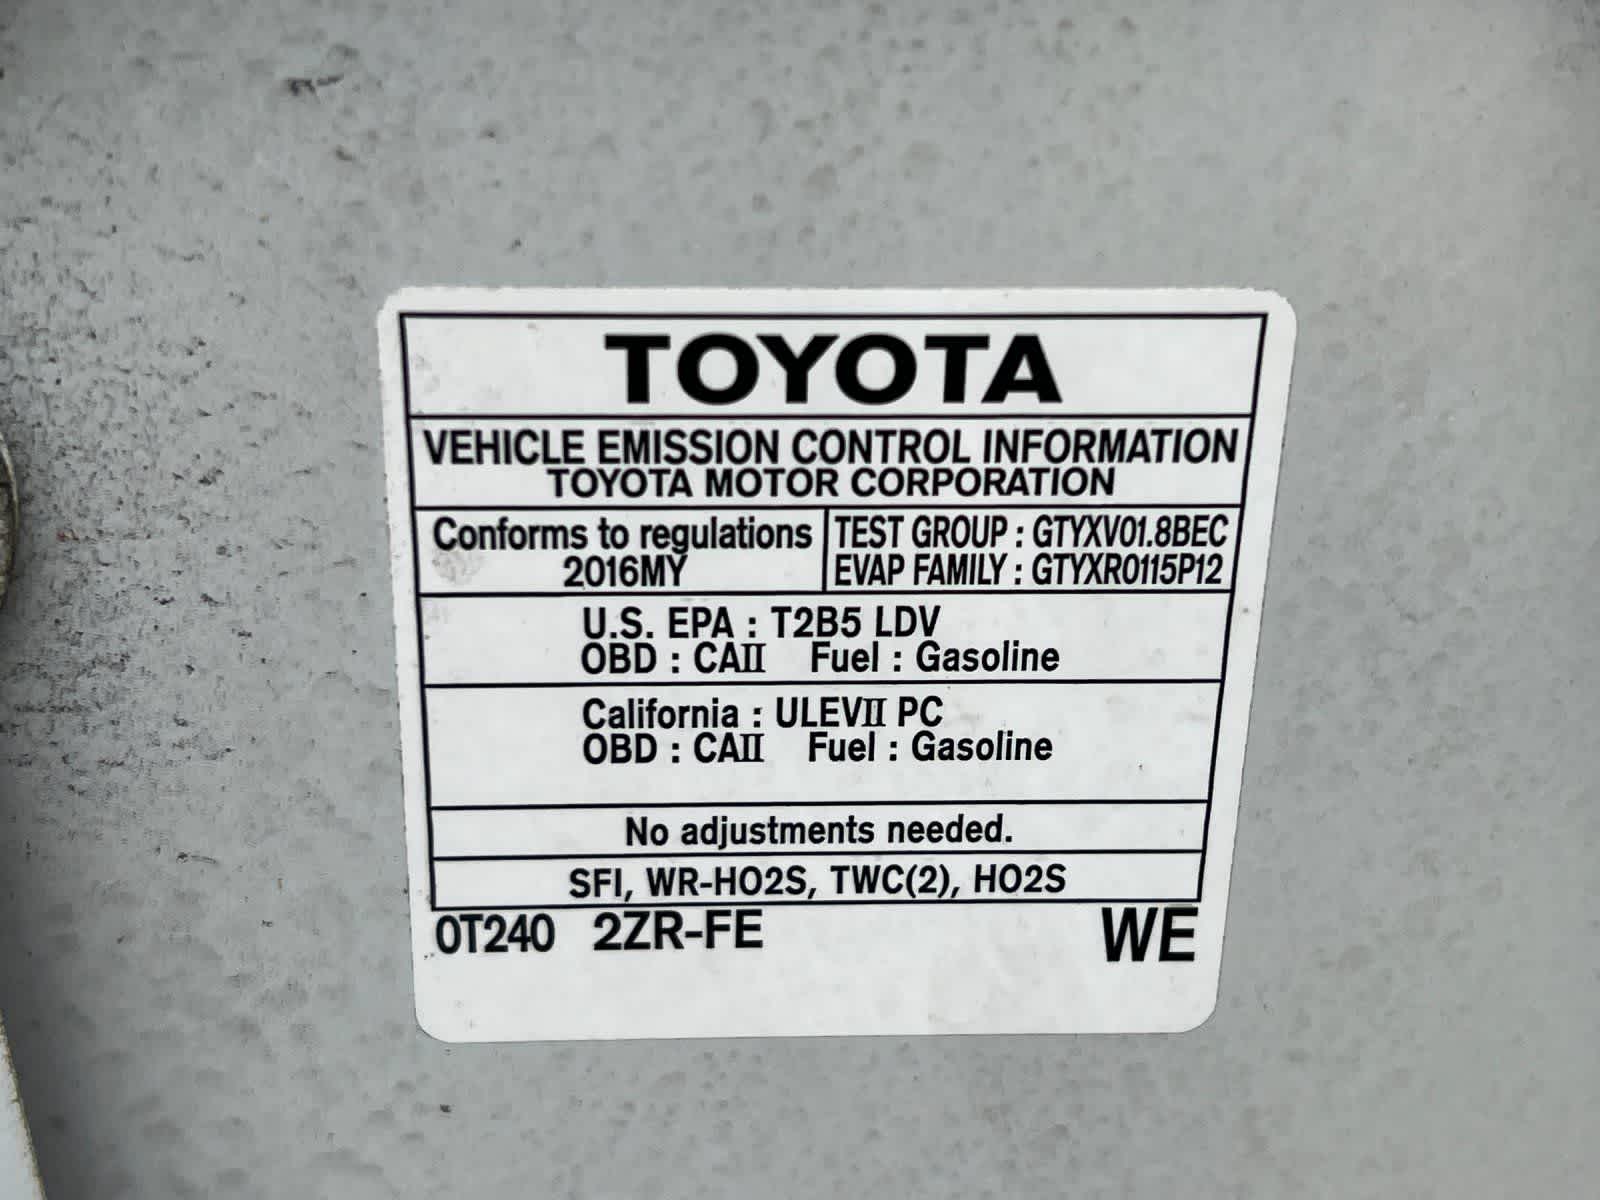 TOYOTA
VEHICLE EMISSION CONTROL INFORMATION
TOYOTA MOTOR CORPORATION
Conforms to regulations
2016MY
TEST GROUP : GTYXV01.8BEC
EVAP FAMILY : GTYXR0115P12
U.S. EPA : T2B5 LDV
OBD : CAII Fuel : Gasoline
California : ULEVII PC
OBD : CAII Fuel : Gasoline
No adjustments needed.
SFI, WR-HO2S, TWC(2), HO2S
0T240 2ZR-FE WE